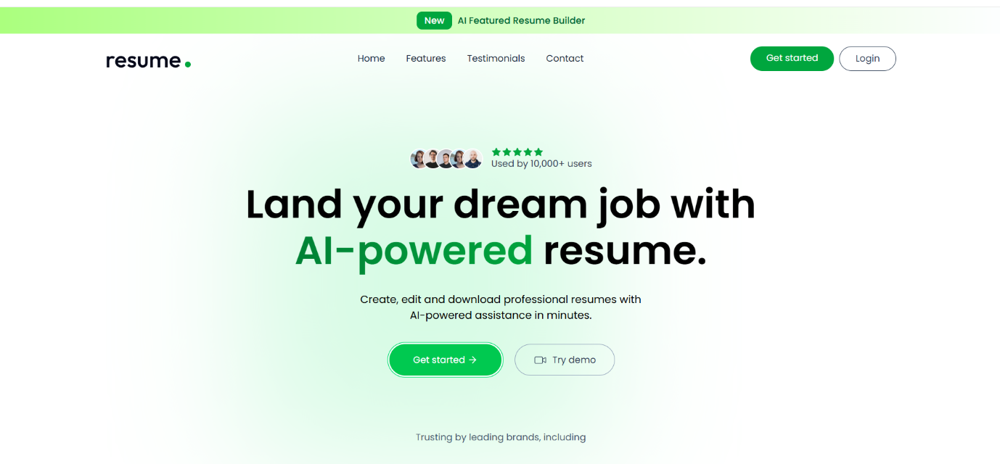 New AI Featured Resume Builder
resume.
Home Features Testimonials Contact
Get started Login
Used by 10,000+ users
Land your dream job with
AI-powered resume.
Create, edit and download professional resumes with
AI-powered assistance in minutes.
Get started → Try demo
Trusting by leading brands, including